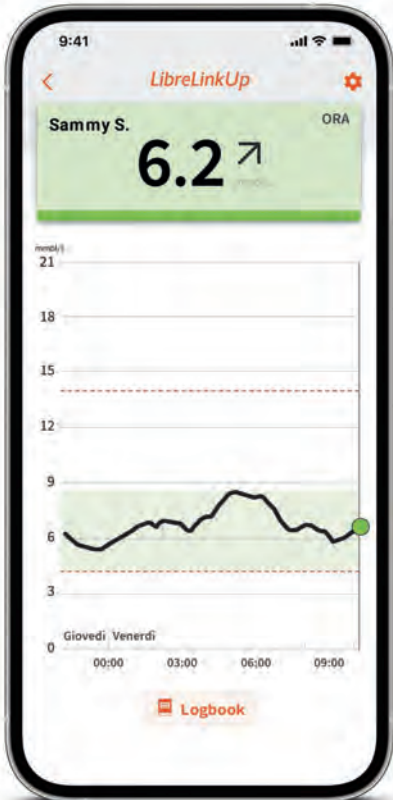 9:41
LibreLinkUp
Sammy S.
ORA
6.2
mmol/l
21
18
15
12
9
6
3
0
Giovedì Venerdì
00:00 03:00 06:00 09:00
Logbook